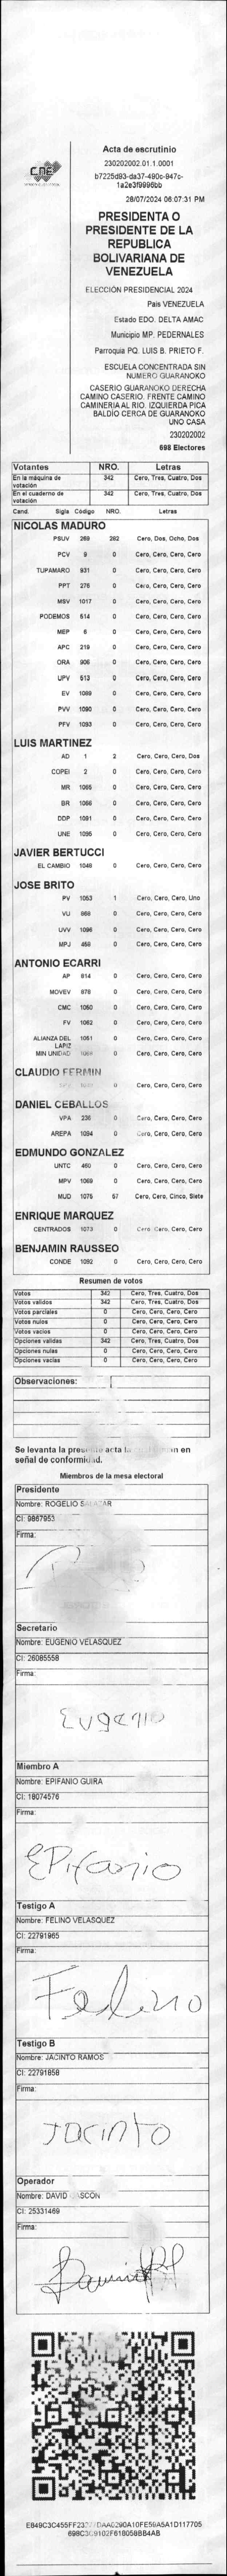 CNE
Acta de escrutinio
230202002.01.1.0001
b7225d93-da37-490c-947c-
1a2e3f9996bb
28/07/2024 06:07:31 PM
PRESIDENTA O
PRESIDENTE DE LA
REPUBLICA
BOLIVARIANA DE
VENEZUELA
ELECCIÓN PRESIDENCIAL 2024
País VENEZUELA
Estado EDO. DELTA AMAC
Municipio MP. PEDERNALES
Parroquia PQ. LUIS B. PRIETO F.
ESCUELA CONCENTRADA SIN
NUMERO GUARANOKO
CASERIO GUARANOKO DERECHA
CAMINO CASERIO. FRENTE CAMINO
CAMINERIA AL RIO. IZQUIERDA PICA
BALDÍO CERCA DE GUARANOKO
UNO CASA
230202002
698 Electores
Votantes NRO. Letras
En la máquina de votación 342 Cero, Tres, Cuatro, Dos
En el cuaderno de votación 342 Cero, Tres, Cuatro, Dos
Cand. Sigla Código NRO. Letras
NICOLAS MADURO
PSUV 269 282 Cero, Dos, Ocho, Dos
PCV 9 0 Cero, Cero, Cero, Cero
TUPAMARO 931 0 Cero, Cero, Cero, Cero
PPT 276 0 Cero, Cero, Cero, Cero
MSV 1017 0 Cero, Cero, Cero, Cero
PODEMOS 514 0 Cero, Cero, Cero, Cero
MEP 6 0 Cero, Cero, Cero, Cero
APC 219 0 Cero, Cero, Cero, Cero
ORA 906 0 Cero, Cero, Cero, Cero
UPV 513 0 Cero, Cero, Cero, Cero
EV 1089 0 Cero, Cero, Cero, Cero
PVV 1090 0 Cero, Cero, Cero, Cero
PFV 1093 0 Cero, Cero, Cero, Cero
LUIS MARTINEZ
AD 1 2 Cero, Cero, Cero, Dos
COPEI 2 0 Cero, Cero, Cero, Cero
MR 1065 0 Cero, Cero, Cero, Cero
BR 1066 0 Cero, Cero, Cero, Cero
DDP 1091 0 Cero, Cero, Cero, Cero
UNE 1095 0 Cero, Cero, Cero, Cero
JAVIER BERTUCCI
EL CAMBIO 1048 0 Cero, Cero, Cero, Cero
JOSE BRITO
PV 1053 1 Cero, Cero, Cero, Uno
VU 868 0 Cero, Cero, Cero, Cero
UVV 1096 0 Cero, Cero, Cero, Cero
MPJ 458 0 Cero, Cero, Cero, Cero
ANTONIO ECARRI
AP 814 0 Cero, Cero, Cero, Cero
MOVEV 878 0 Cero, Cero, Cero, Cero
CMC 1050 0 Cero, Cero, Cero, Cero
FV 1062 0 Cero, Cero, Cero, Cero
ALIANZA DEL LAPIZ 1051 0 Cero, Cero, Cero, Cero
MIN UNIDAD 0 Cero, Cero, Cero, Cero
CLAUDIO FERMIN
0 Cero, Cero, Cero, Cero
DANIEL CEBALLOS
VPA 236 0 Cero, Cero, Cero, Cero
AREPA 1094 0 Cero, Cero, Cero, Cero
EDMUNDO GONZALEZ
UNTC 460 0 Cero, Cero, Cero, Cero
MPV 1069 0 Cero, Cero, Cero, Cero
MUD 1075 57 Cero, Cero, Cinco, Siete
ENRIQUE MARQUEZ
CENTRADOS 1073 0 Cero, Cero, Cero, Cero
BENJAMIN RAUSSEO
CONDE 1092 0 Cero, Cero, Cero, Cero
Resumen de votos
Votos 342 Cero, Tres, Cuatro, Dos
Votos validos 342 Cero, Tres, Cuatro, Dos
Votos parciales 0 Cero, Cero, Cero, Cero
Votos nulos 0 Cero, Cero, Cero, Cero
Votos vacios 0 Cero, Cero, Cero, Cero
Opciones validas 342 Cero, Tres, Cuatro, Dos
Opciones nulas 0 Cero, Cero, Cero, Cero
Opciones vacias 0 Cero, Cero, Cero, Cero
Observaciones:
Se levanta la acta la en
señal de conformidad.
Miembros de la mesa electoral
Presidente
Nombre: ROGELIO SALAZAR
CI: 9867953
Firma:
Secretario
Nombre: EUGENIO VELASQUEZ
CI: 26085558
Firma:
Eugenio
Miembro A
Nombre: EPIFANIO GUIRA
CI: 18074576
Firma:
EPifanio
Testigo A
Nombre: FELINO VELASQUEZ
CI: 22791965
Firma:
Felino
Testigo B
Nombre: JACINTO RAMOS
CI: 22791858
Firma:
JACINTO
Operador
Nombre: DAVID
CI: 25331469
Firma: